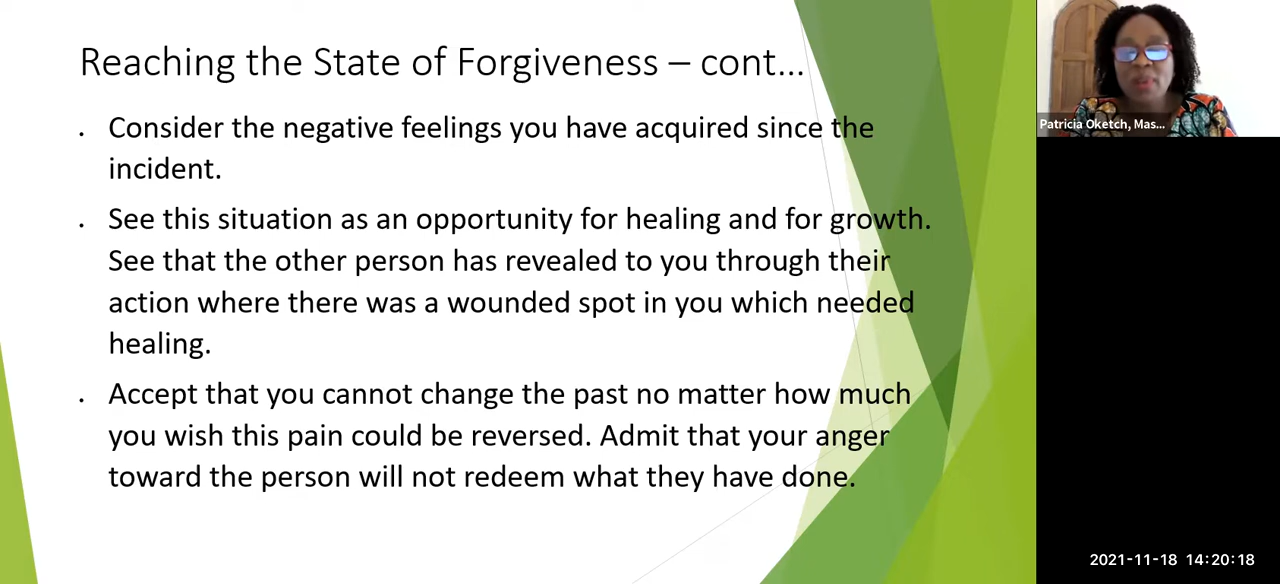 Reaching the State of Forgiveness – cont...
. Consider the negative feelings you have acquired since the
incident.
. See this situation as an opportunity for healing and for growth.
See that the other person has revealed to you through their
action where there was a wounded spot in you which needed
healing.
. Accept that you cannot change the past no matter how much
you wish this pain could be reversed. Admit that your anger
toward the person will not redeem what they have done.
Patricia Oketch, Mas...
2021-11-18 14:20:18